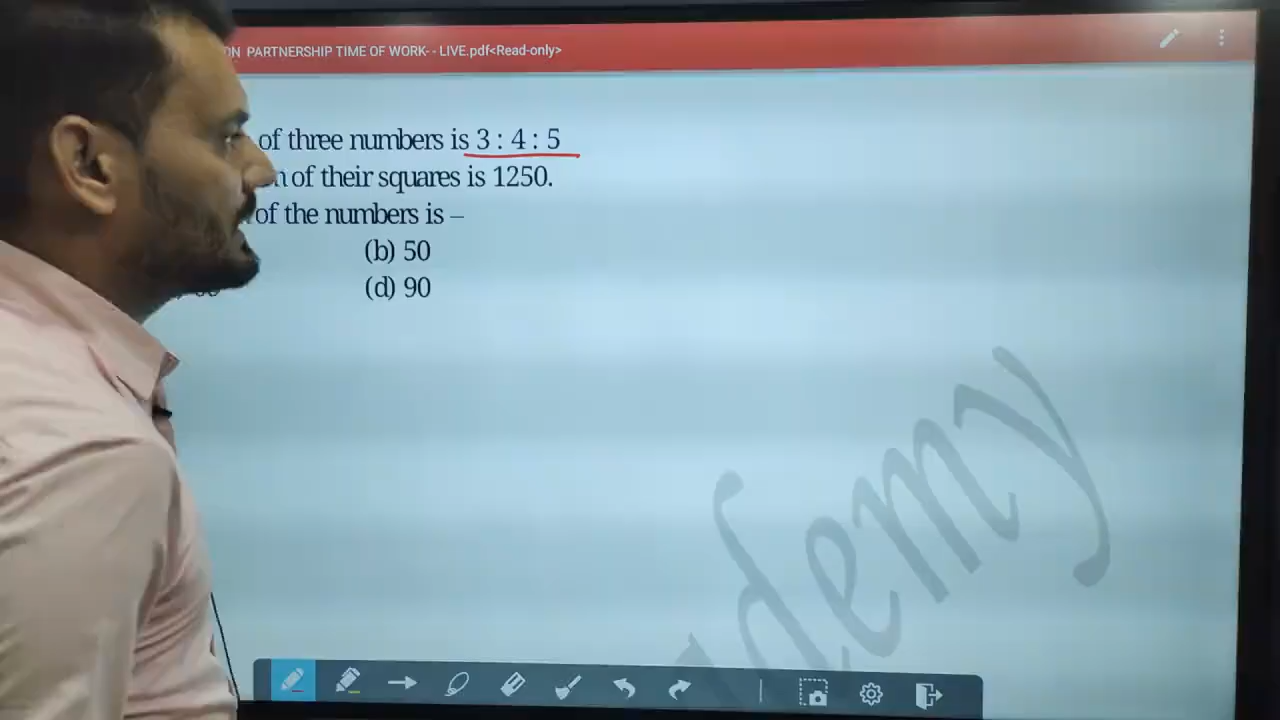 PARTNERSHIP TIME OF WORK-- LIVE.pdf<Read-only>
of three numbers is 3 : 4 : 5
of their squares is 1250.
of the numbers is –
(b) 50
(d) 90